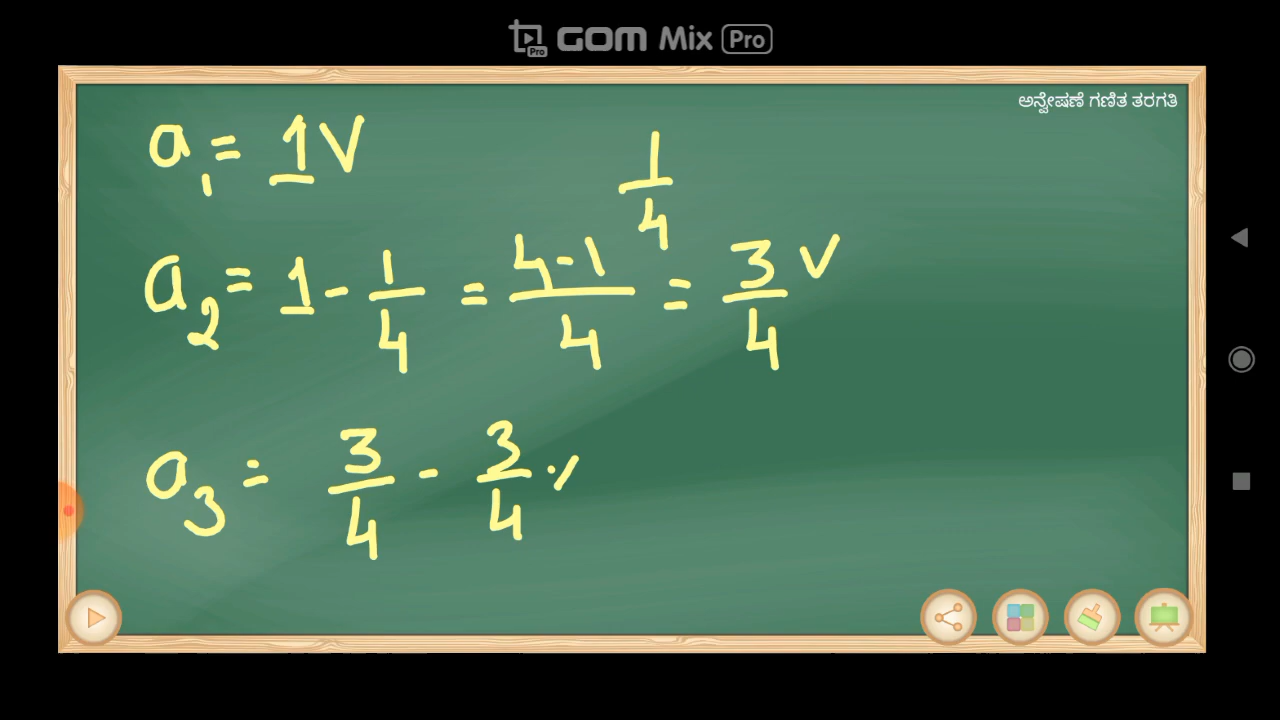 GOM Mix Pro
ಅನ್ವೇಷಣೆ ಗಣಿತ ತರಗತಿ
a₁ = 1V
1/4
a₂ = 1 - 1/4 = 4-1/4 = 3/4 V
a₃ = 3/4 - 3/4 ·